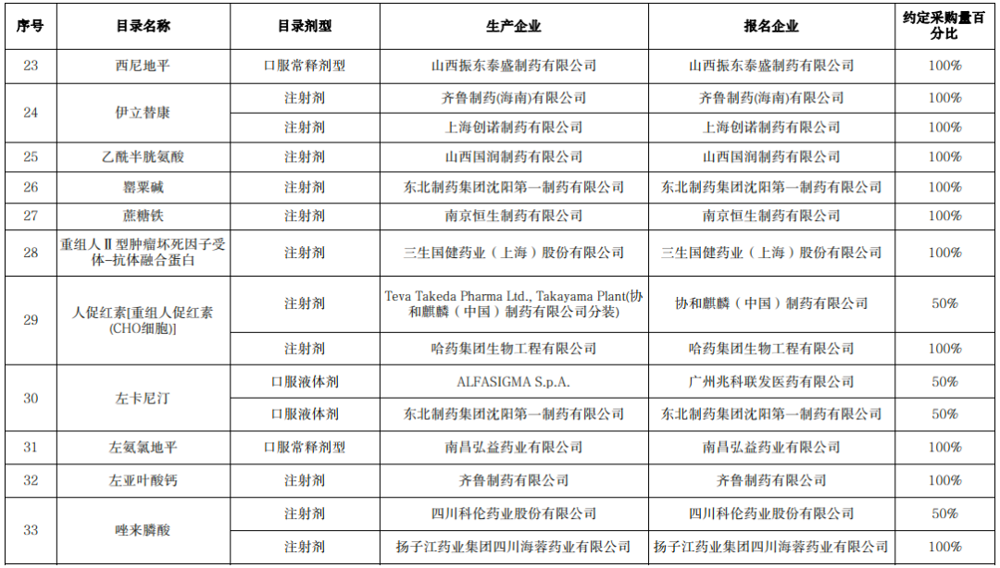 序号 目录名称 目录剂型 生产企业 报名企业 约定采购量百
分比
23 西尼地平 口服常释剂型 山西振东泰盛制药有限公司 山西振东泰盛制药有限公司 100%
24 伊立替康 注射剂 齐鲁制药(海南)有限公司 齐鲁制药(海南)有限公司 100%
注射剂 上海创诺制药有限公司 上海创诺制药有限公司 100%
25 乙酰半胱氨酸 注射剂 山西国润制药有限公司 山西国润制药有限公司 100%
26 罂粟碱 注射剂 东北制药集团沈阳第一制药有限公司 东北制药集团沈阳第一制药有限公司 100%
27 蔗糖铁 注射剂 南京恒生制药有限公司 南京恒生制药有限公司 100%
28 重组人Ⅱ型肿瘤坏死因子受
体-抗体融合蛋白 注射剂 三生国健药业（上海）股份有限公司 三生国健药业（上海）股份有限公司 100%
29 人促红素[重组人促红素
(CHO细胞)] 注射剂 Teva Takeda Pharma Ltd., Takayama Plant(协
和麒麟（中国）制药有限公司分装) 协和麒麟（中国）制药有限公司 50%
注射剂 哈药集团生物工程有限公司 哈药集团生物工程有限公司 100%
30 左卡尼汀 口服液体剂 ALFASIGMA S.p.A. 广州兆科联发医药有限公司 50%
口服液体剂 东北制药集团沈阳第一制药有限公司 东北制药集团沈阳第一制药有限公司 50%
31 左氨氯地平 口服常释剂型 南昌弘益药业有限公司 南昌弘益药业有限公司 100%
32 左亚叶酸钙 注射剂 齐鲁制药有限公司 齐鲁制药有限公司 100%
33 唑来膦酸 注射剂 四川科伦药业股份有限公司 四川科伦药业股份有限公司 50%
注射剂 扬子江药业集团四川海蓉药业有限公司 扬子江药业集团四川海蓉药业有限公司 100%